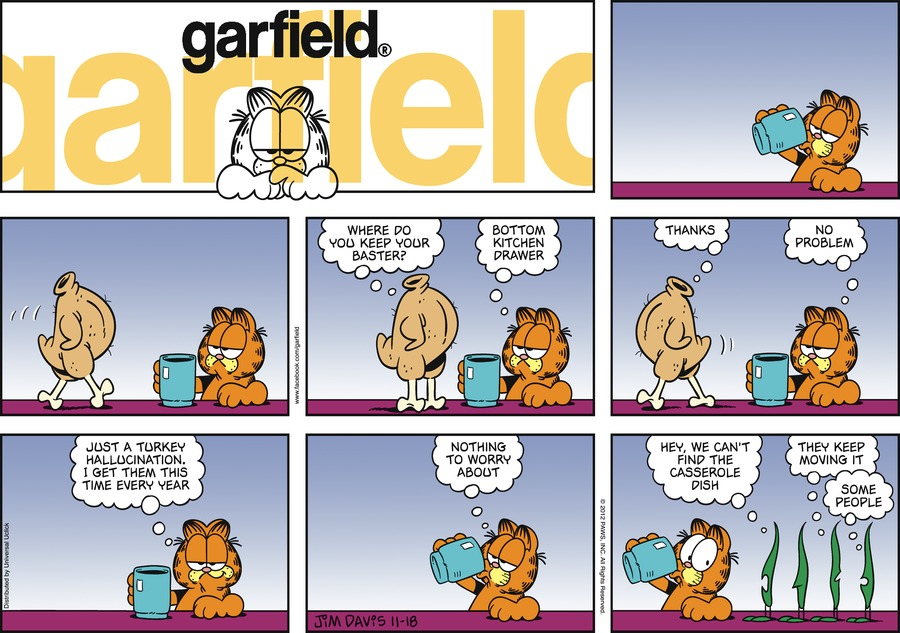 garfield
garfield®
WHERE DO
YOU KEEP YOUR
BASTER?
BOTTOM
KITCHEN
DRAWER
www.facebook.com/garfield
THANKS
NO
PROBLEM
JUST A TURKEY
HALLUCINATION.
I GET THEM THIS
TIME EVERY YEAR
Distributed by Universal Uclick
NOTHING
TO WORRY
ABOUT
JIM DAVIS 11-18
© 2012 PAWS, INC. All Rights Reserved.
HEY, WE CAN'T
FIND THE
CASSEROLE
DISH
THEY KEEP
MOVING IT
SOME
PEOPLE